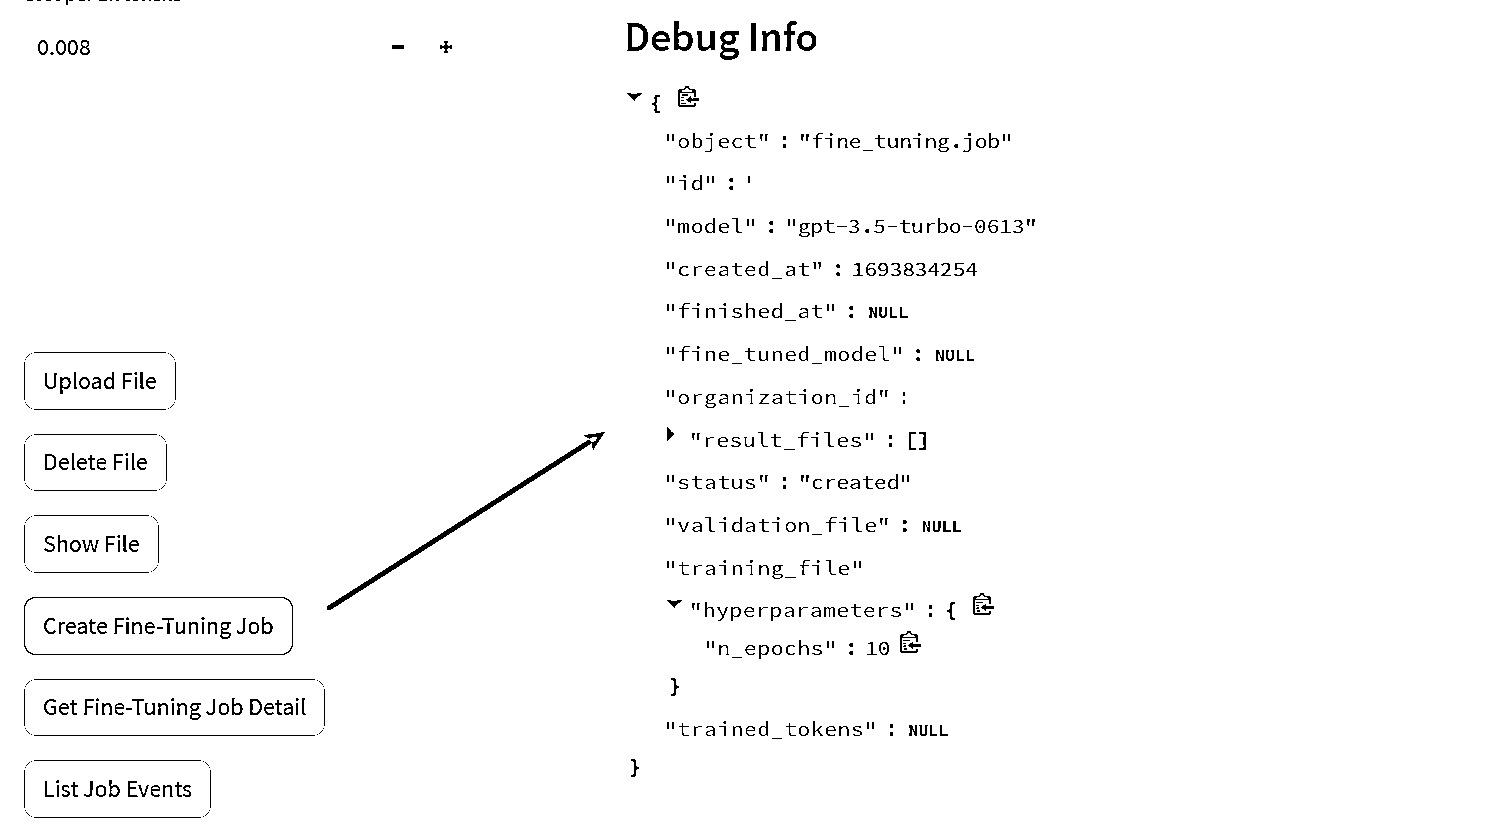 0.008
Upload File
Delete File
Show File
Create Fine-Tuning Job
Get Fine-Tuning Job Detail
List Job Events
Debug Info
{
"object" : "fine_tuning.job"
"id" : '
"model" : "gpt-3.5-turbo-0613"
"created_at" : 1693834254
"finished_at" : NULL
"fine_tuned_model" : NULL
"organization_id" :
"result_files" : []
"status" : "created"
"validation_file" : NULL
"training_file"
"hyperparameters" : {
"n_epochs" : 10
}
"trained_tokens" : NULL
}